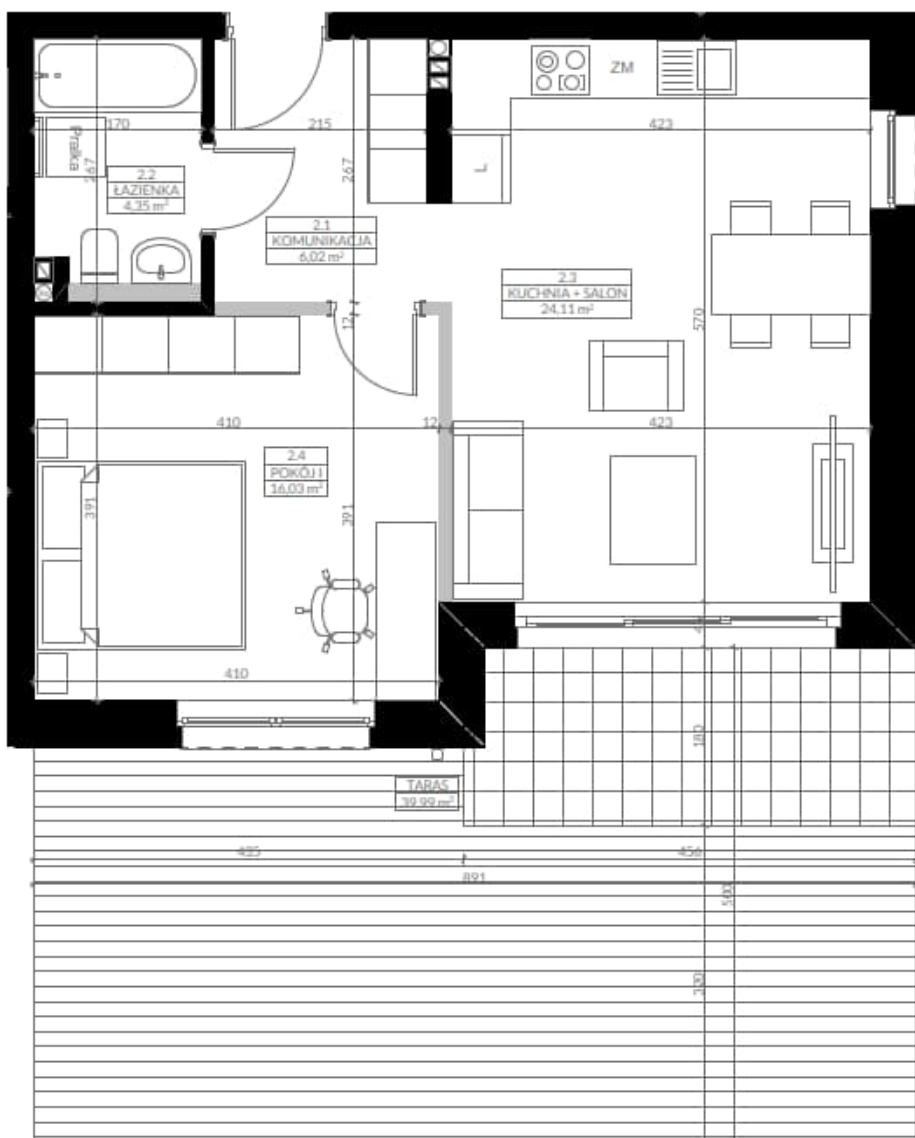 ZM
170
215
423
Pralka
267
267
2.2
ŁAZIENKA
4,35 m²
L
2.1
KOMUNIKACJA
6,02 m²
2.3
KUCHNIA + SALON
24,11 m²
12
570
410
12
423
2.4
POKÓJ 1
16,03 m²
391
391
410
180
TARAS
39,99 m²
435
456
891
500
320